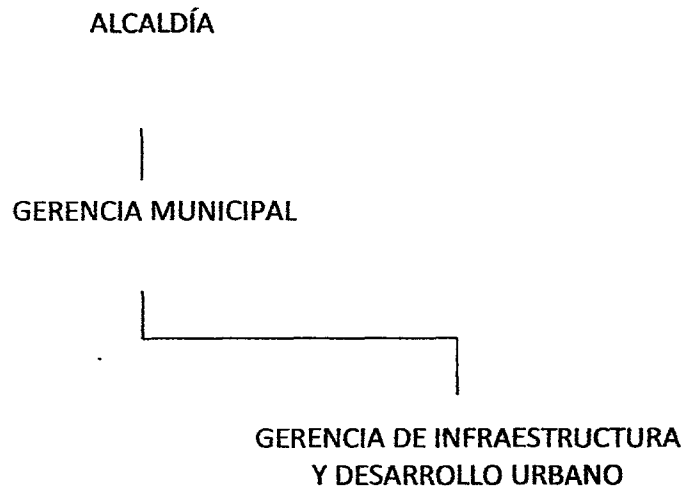 ALCALDÍA
GERENCIA MUNICIPAL
GERENCIA DE INFRAESTRUCTURA
Y DESARROLLO URBANO